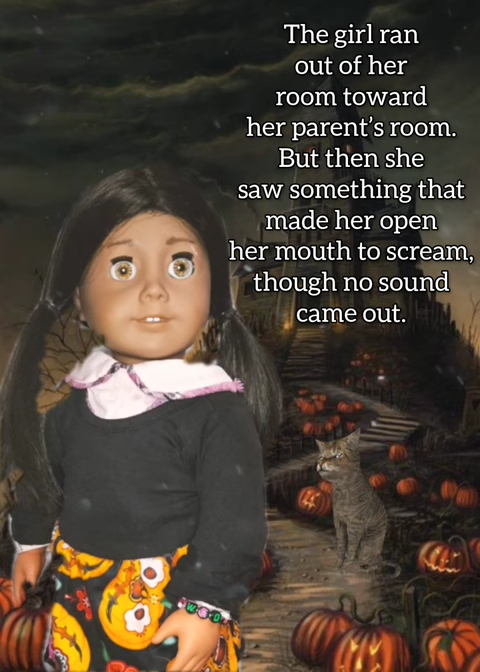 The girl ran
out of her
room toward
her parent’s room.
But then she
saw something that
made her open
her mouth to scream,
though no sound
came out.